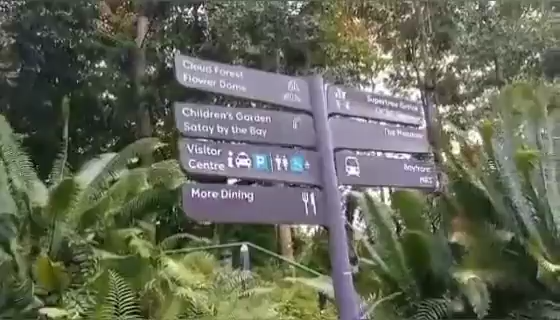 Cloud Forest
Flower Dome
Children's Garden
Satay by the Bay
Visitor
Centre
P
More Dining
Supertree Grove
The Meadow
Bayfront
MRT